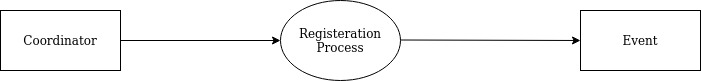 Coordinator
Registeration
Process
Event